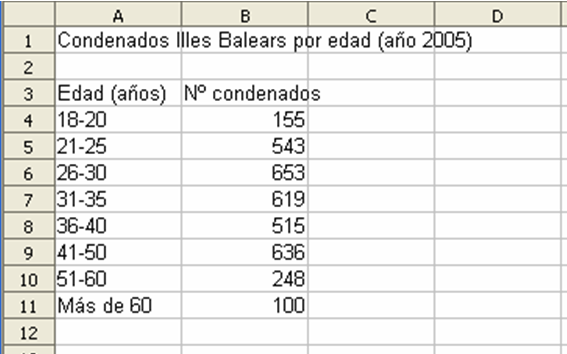 A B C D
1 Condenados Illes Balears por edad (año 2005)
2
3 Edad (años) Nº condenados
4 18-20 155
5 21-25 543
6 26-30 653
7 31-35 619
8 36-40 515
9 41-50 636
10 51-60 248
11 Más de 60 100
12